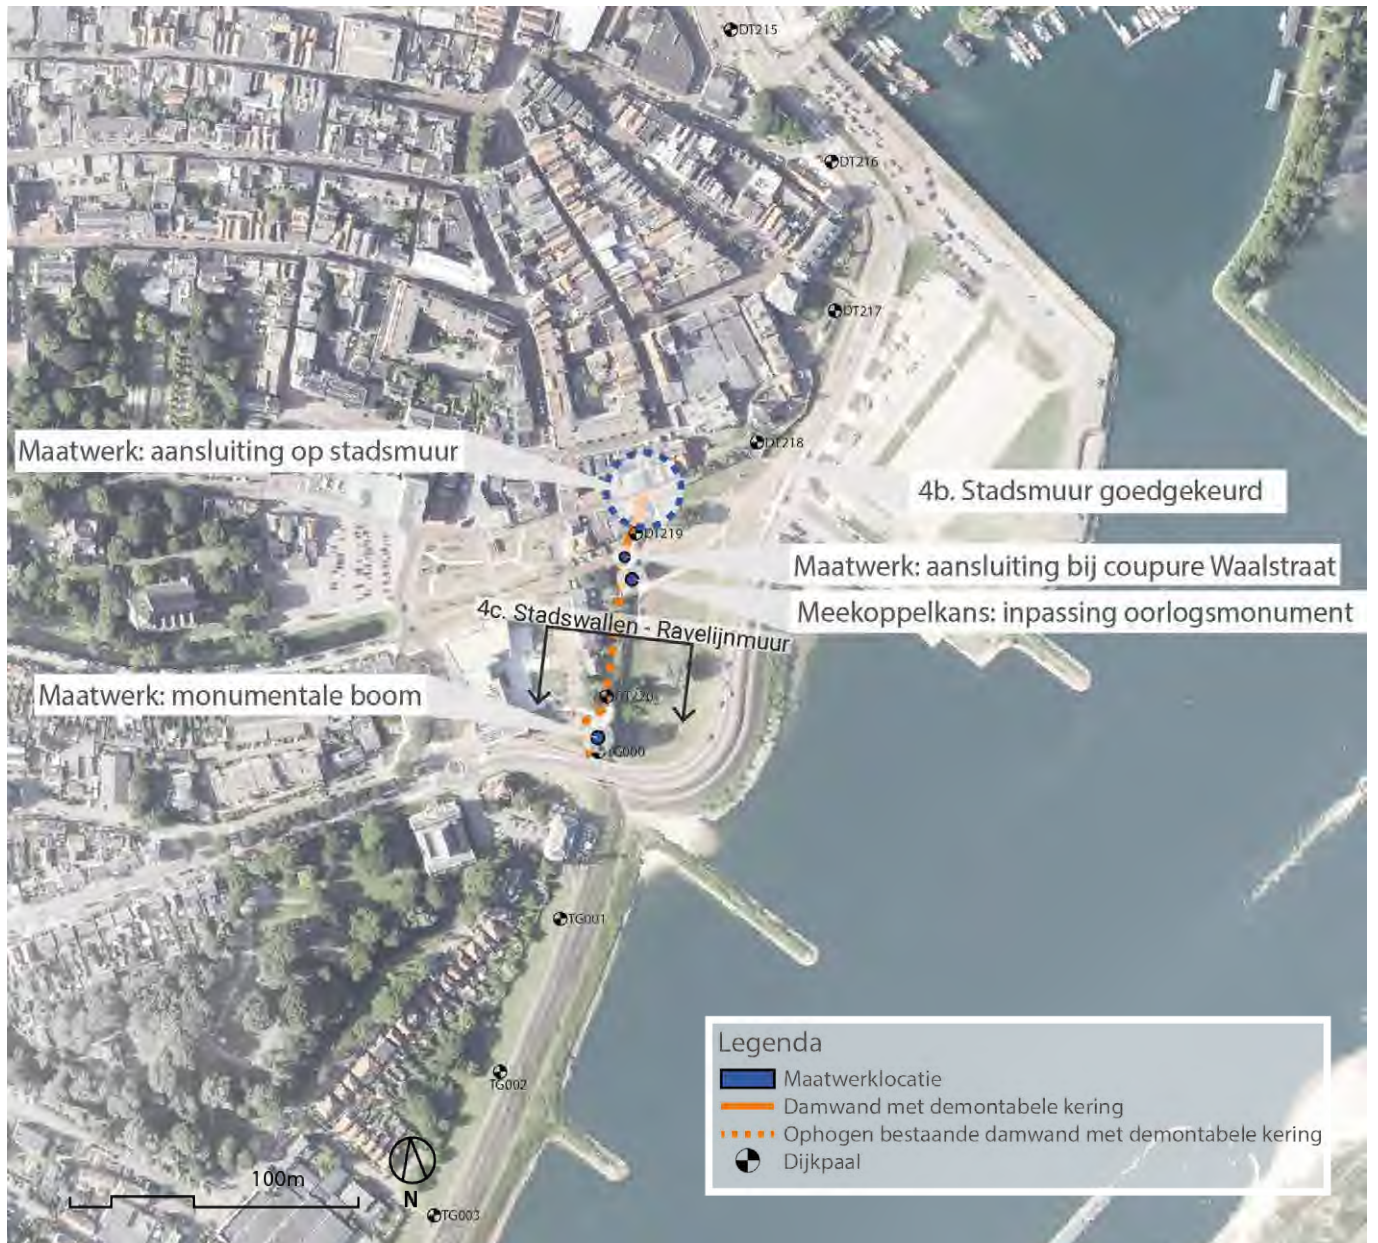 DT215
DT216
DT217
DT218
Maatwerk: aansluiting op stadsmuur
4b. Stadsmuur goedgekeurd
DT219
Maatwerk: aansluiting bij coupure Waalstraat
Meekoppelkans: inpassing oorlogsmonument
4c. Stadswallen - Ravelijnmuur
Maatwerk: monumentale boom
DT220
TG000
TG001
TG002
TG003
100m
N
Legenda
Maatwerklocatie
Damwand met demontabele kering
Ophogen bestaande damwand met demontabele kering
Dijkpaal